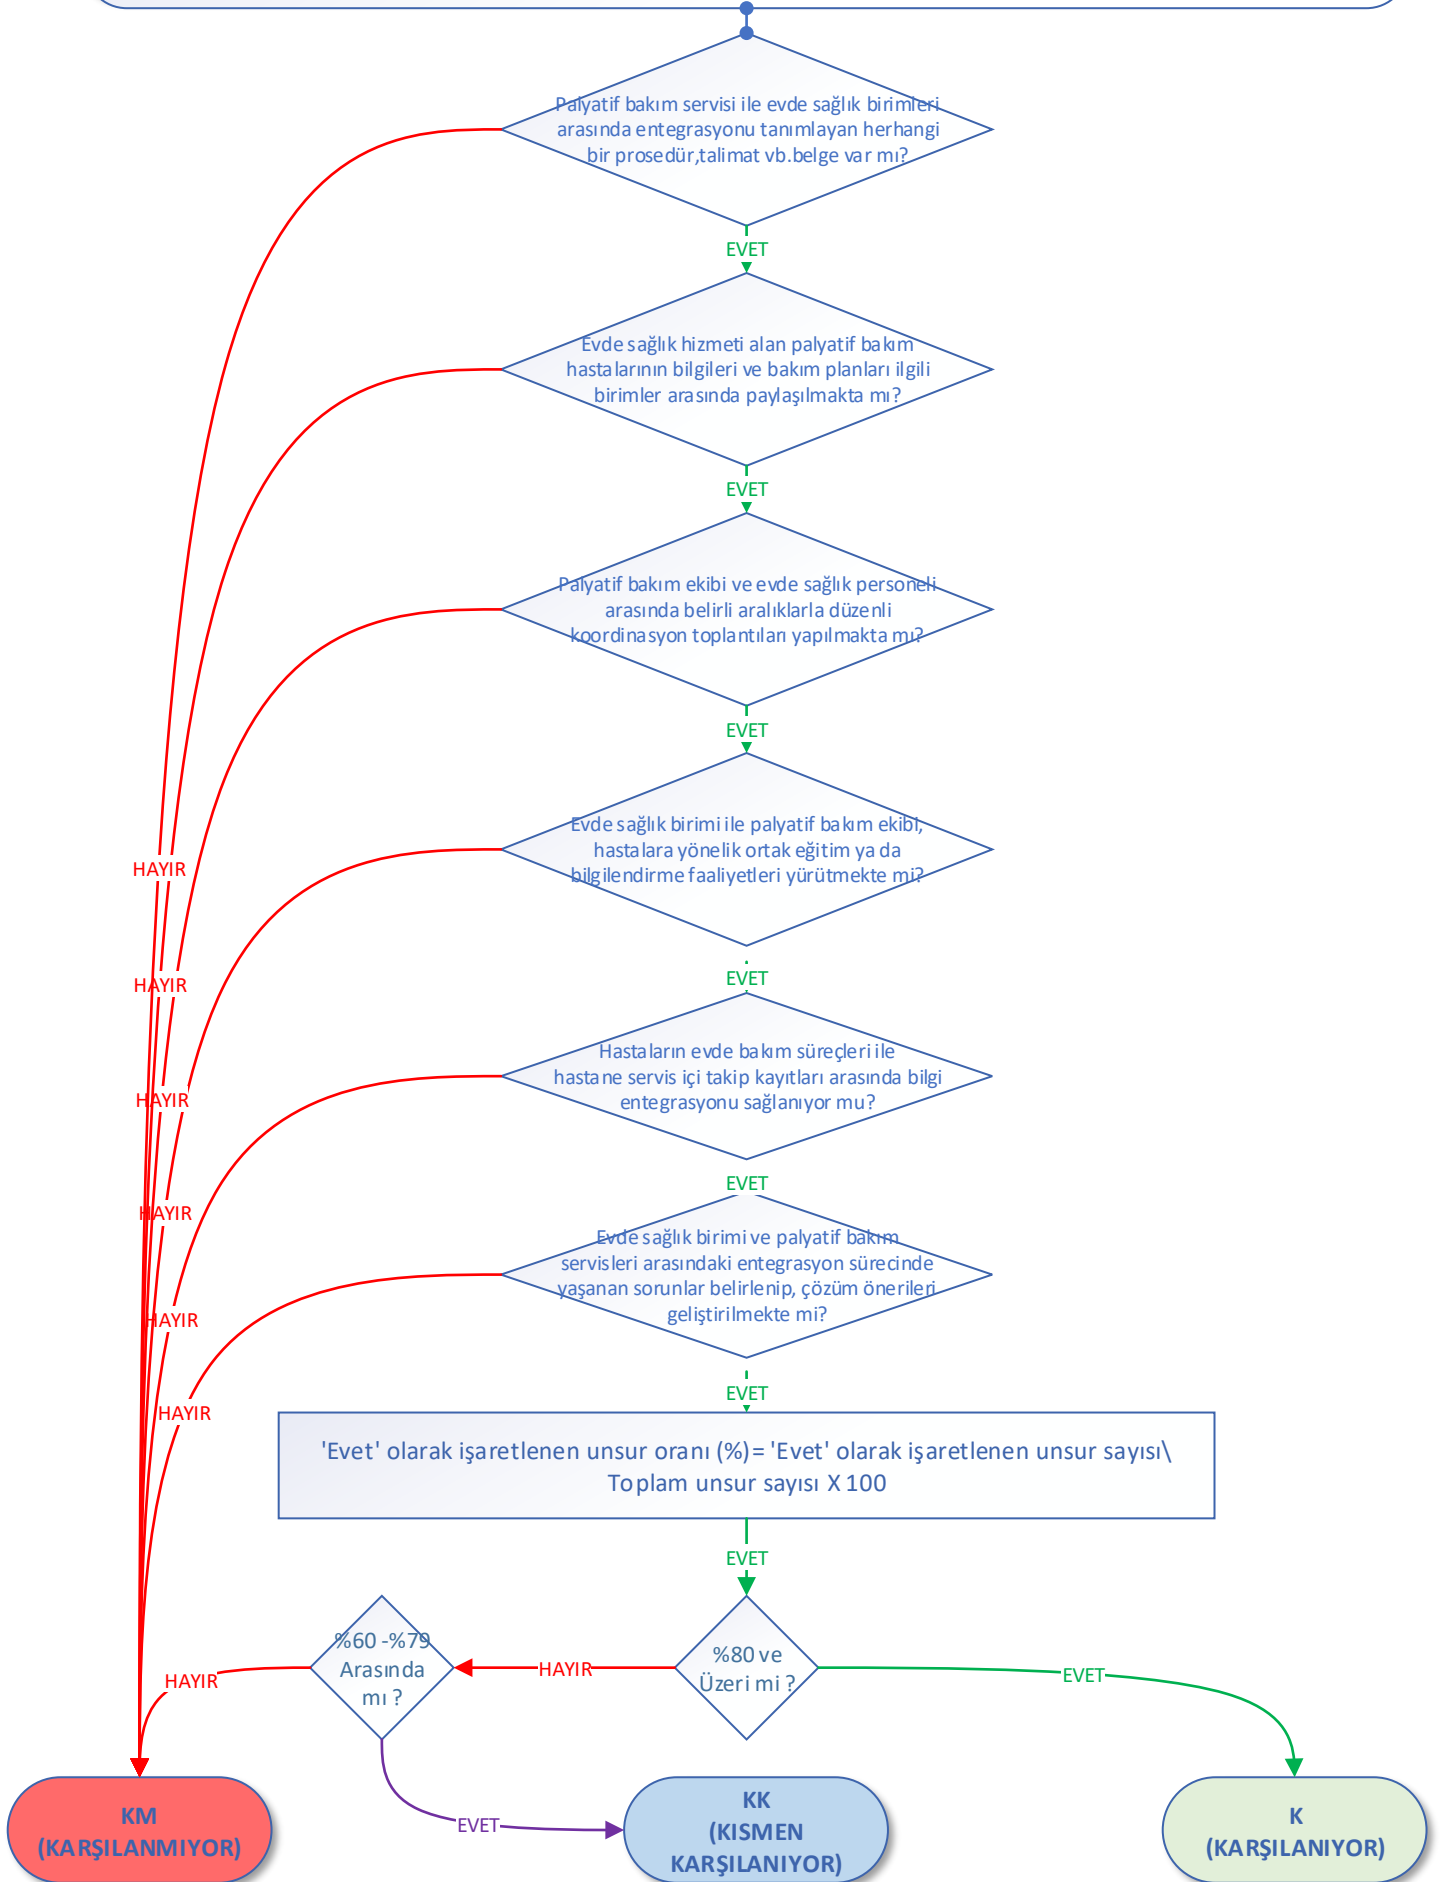 Palyatif bakım servisi ile evde sağlık birimleri
arasında entegrasyonu tanımlayan herhangi
bir prosedür,talimat vb.belge var mı?
EVET
Evde sağlık hizmeti alan palyatif bakım
hastalarının bilgileri ve bakım planları ilgili
birimler arasında paylaşılmakta mı?
EVET
Palyatif bakım ekibi ve evde sağlık personeli
arasında belirli aralıklarla düzenli
koordinasyon toplantıları yapılmakta mı?
EVET
Evde sağlık birimi ile palyatif bakım ekibi,
hastalara yönelik ortak eğitim ya da
bilgilendirme faaliyetleri yürütmekte mi?
HAYIR
EVET
HAYIR
Hastaların evde bakım süreçleri ile
hastane servis içi takip kayıtları arasında bilgi
entegrasyonu sağlanıyor mu?
HAYIR
EVET
HAYIR
Evde sağlık birimi ve palyatif bakım
servisleri arasındaki entegrasyon sürecinde
yaşanan sorunlar belirlenip, çözüm önerileri
geliştirilmekte mi?
HAYIR
EVET
HAYIR
'Evet' olarak işaretlenen unsur oranı (%)= 'Evet' olarak işaretlenen unsur sayısı\
Toplam unsur sayısı X 100
EVET
%60 -%79
Arasında
mı ?
HAYIR
%80 ve
Üzeri mi ?
EVET
HAYIR
EVET
KM
(KARŞILANMIYOR)
KK
(KISMEN
KARŞILANIYOR)
K
(KARŞILANIYOR)